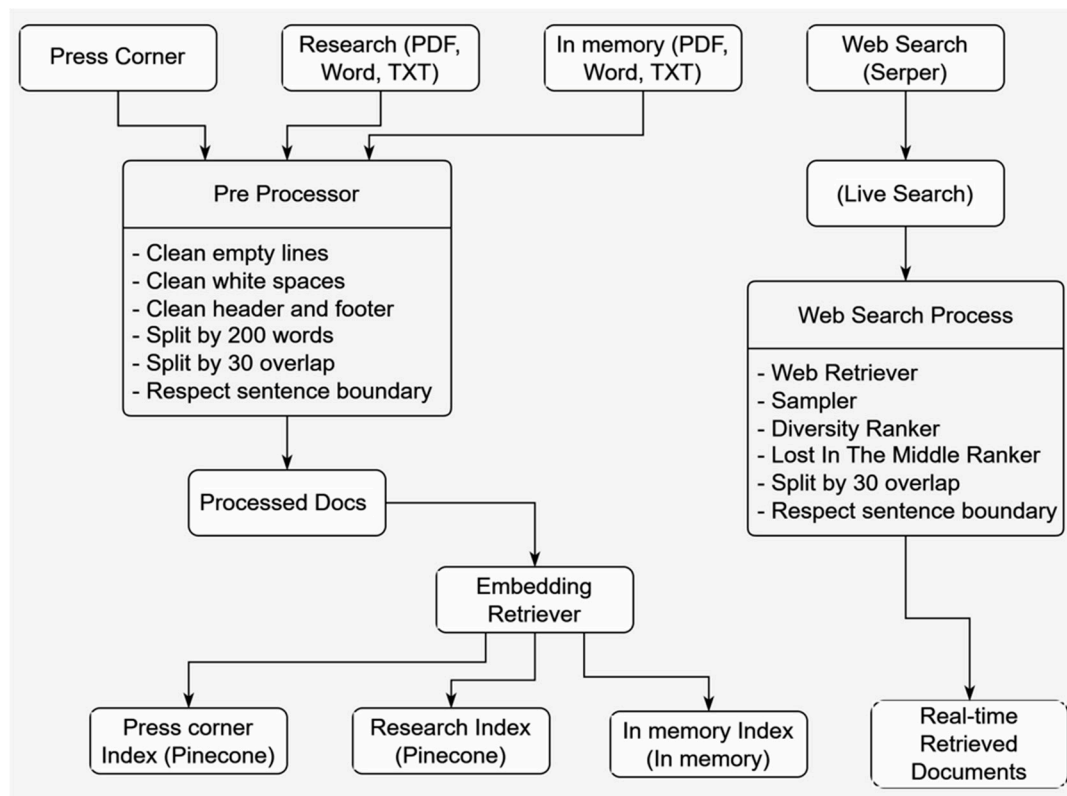 Press Corner
Research (PDF,
Word, TXT)
In memory (PDF,
Word, TXT)
Web Search
(Serper)
Pre Processor
- Clean empty lines
- Clean white spaces
- Clean header and footer
- Split by 200 words
- Split by 30 overlap
- Respect sentence boundary
(Live Search)
Web Search Process
- Web Retriever
- Sampler
- Diversity Ranker
- Lost In The Middle Ranker
- Split by 30 overlap
- Respect sentence boundary
Processed Docs
Embedding
Retriever
Press corner
Index (Pinecone)
Research Index
(Pinecone)
In memory Index
(In memory)
Real-time
Retrieved
Documents